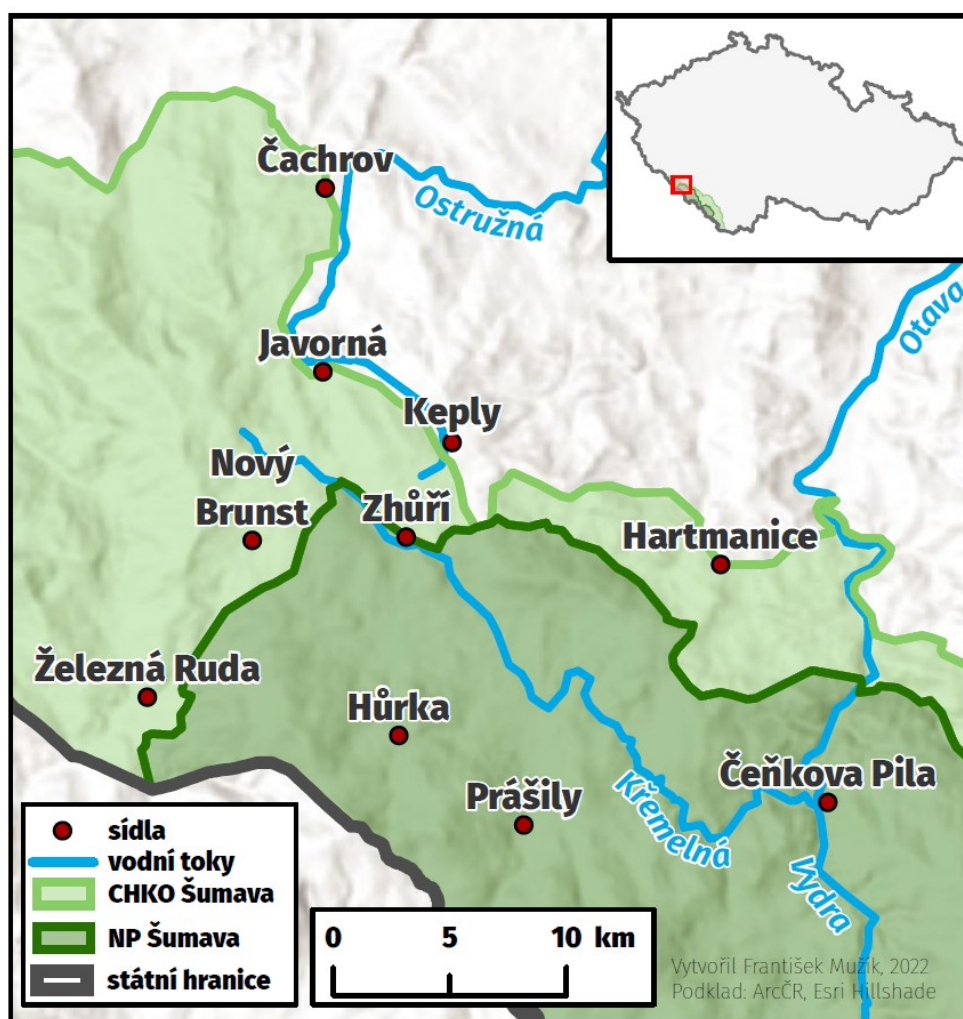 Čachrov
Ostružná
Otava
Javorná
Keply
Nový
Brunst
Zhůří
Hartmanice
Železná Ruda
Hůrka
Čeňkova Pila
Prášily
Křemelná
Vydra
sídla
vodní toky
CHKO Šumava
NP Šumava
státní hranice
0 5 10 km
Vytvořil František Mužík, 2022
Podklad: ArcČR, Esri Hillshade